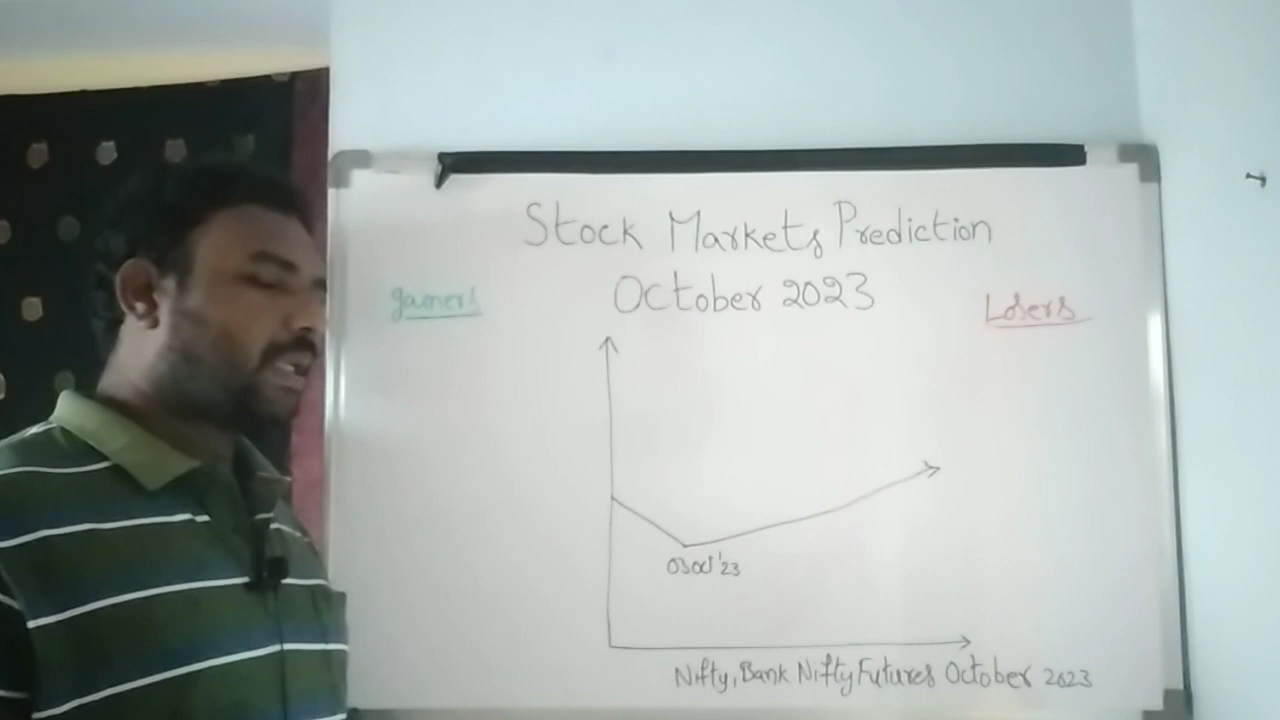 Stock Markets Prediction
October 2023
gainers
Losers
03oct'23
Nifty, Bank Nifty Futures October 2023